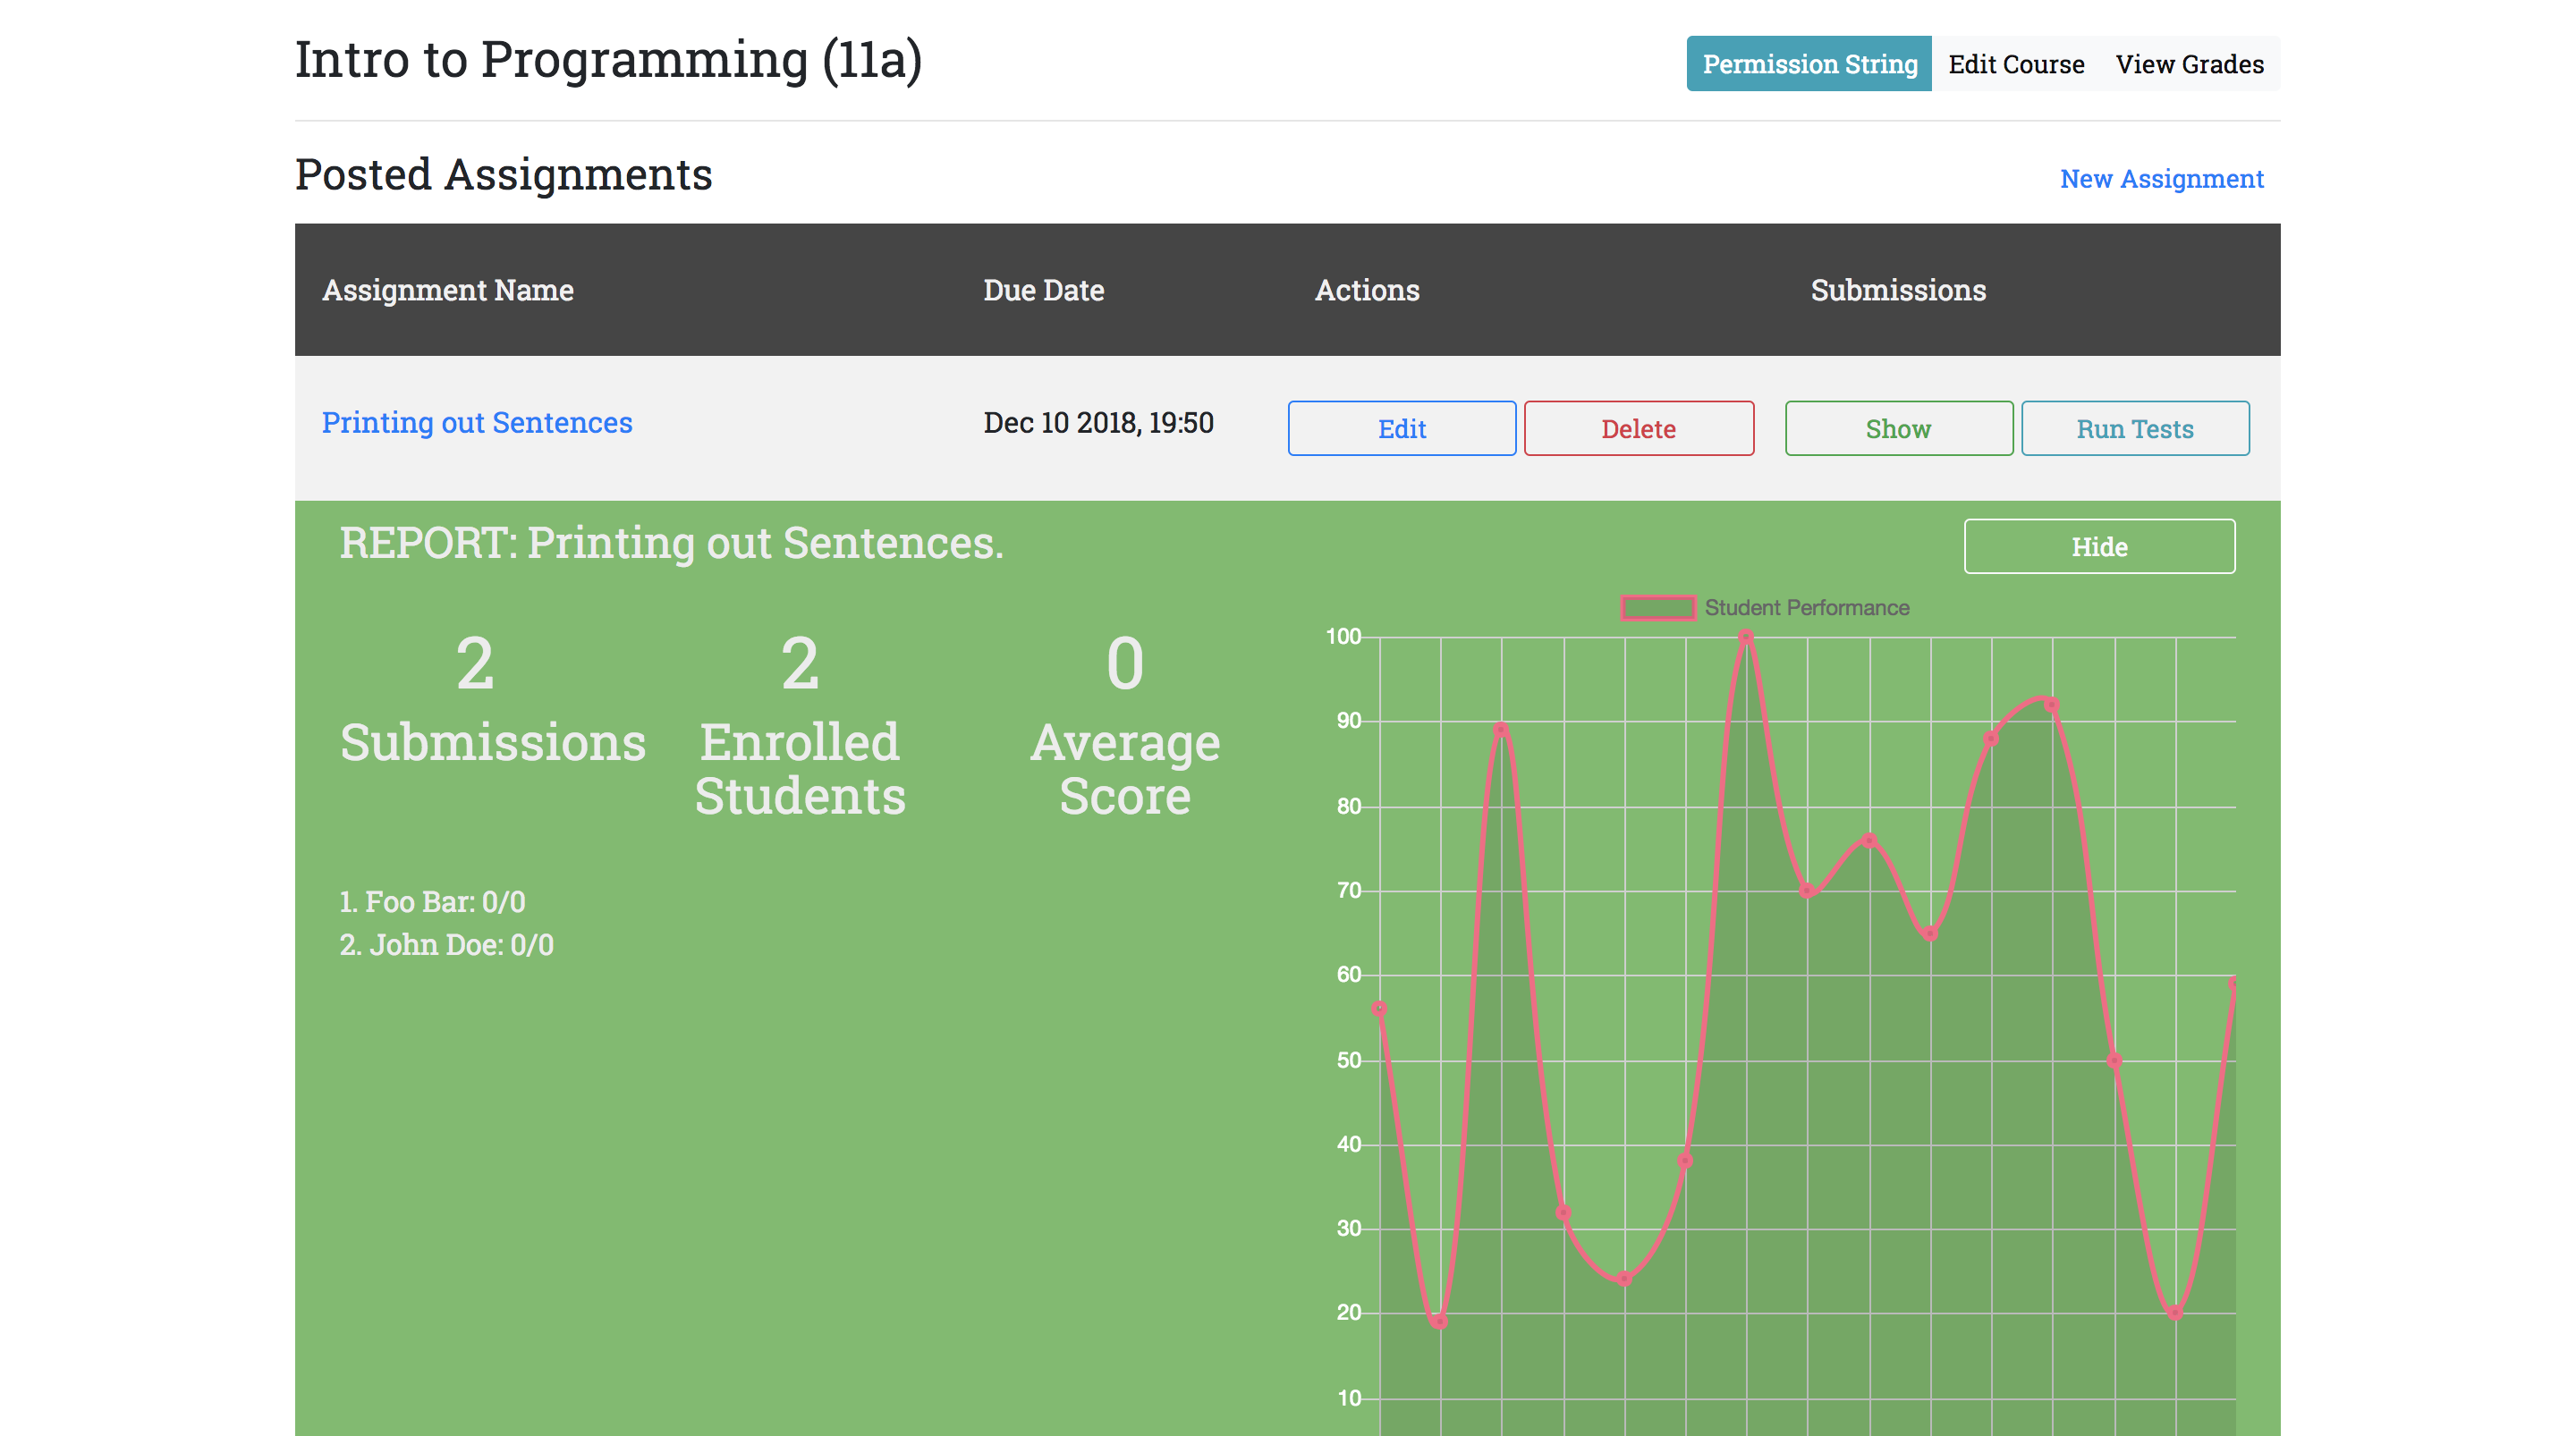 Intro to Programming (11a)
Permission String Edit Course View Grades
Posted Assignments
New Assignment
Assignment Name Due Date Actions Submissions
Printing out Sentences Dec 10 2018, 19:50 Edit Delete Show Run Tests
REPORT: Printing out Sentences.
Hide
2
Submissions
2
Enrolled
Students
0
Average
Score
1. Foo Bar: 0/0
2. John Doe: 0/0
Student Performance
100
90
80
70
60
50
40
30
20
10